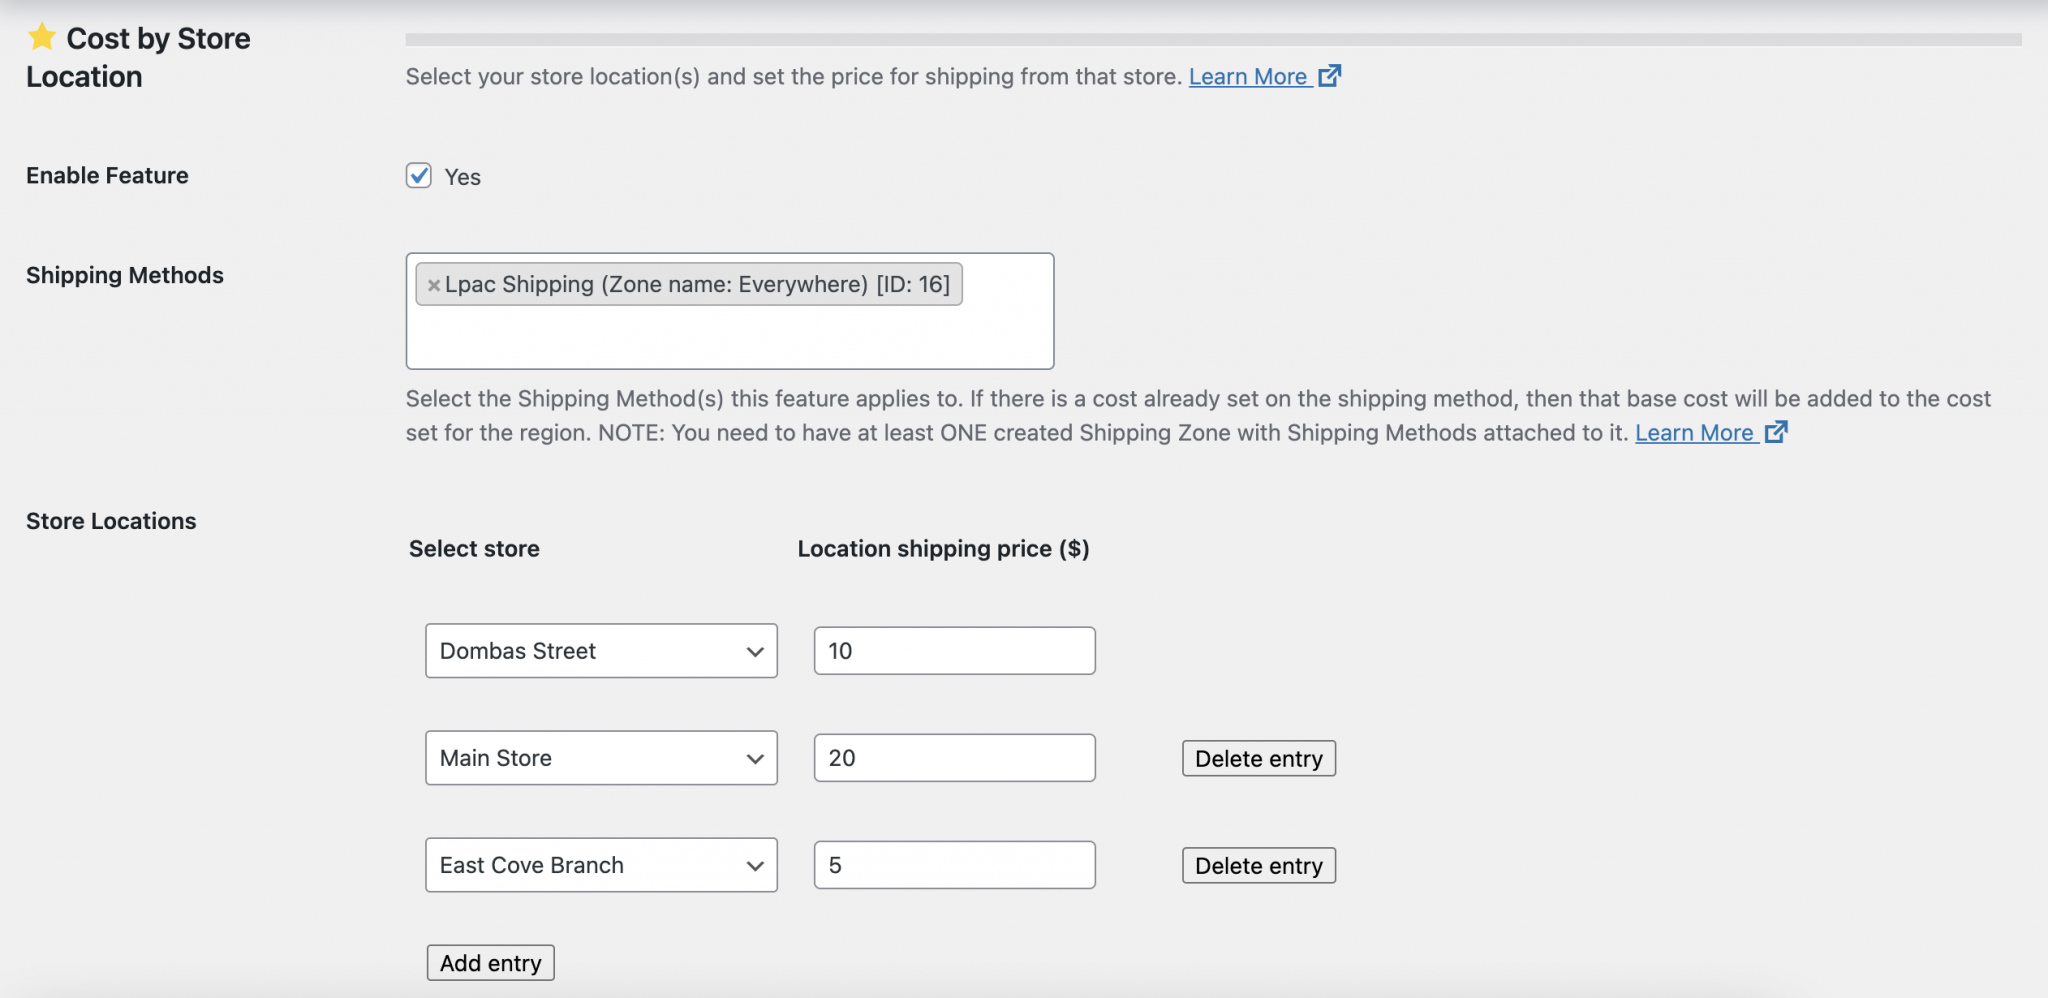 ⭐ Cost by Store
Location
Select your store location(s) and set the price for shipping from that store. Learn More
Enable Feature
Yes
Shipping Methods
×Lpac Shipping (Zone name: Everywhere) [ID: 16]
Select the Shipping Method(s) this feature applies to. If there is a cost already set on the shipping method, then that base cost will be added to the cost
set for the region. NOTE: You need to have at least ONE created Shipping Zone with Shipping Methods attached to it. Learn More
Store Locations
Select store Location shipping price ($)
Dombas Street 10
Main Store 20 Delete entry
East Cove Branch 5 Delete entry
Add entry